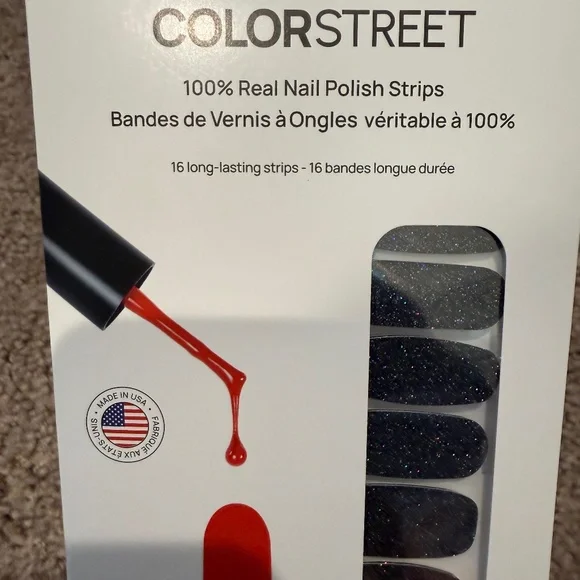 COLORSTREET
100% Real Nail Polish Strips
Bandes de Vernis à Ongles véritable à 100%
16 long-lasting strips - 16 bandes longue durée
• MADE IN USA •
FABRIQUÉ AUX ÉTATS-UNIS